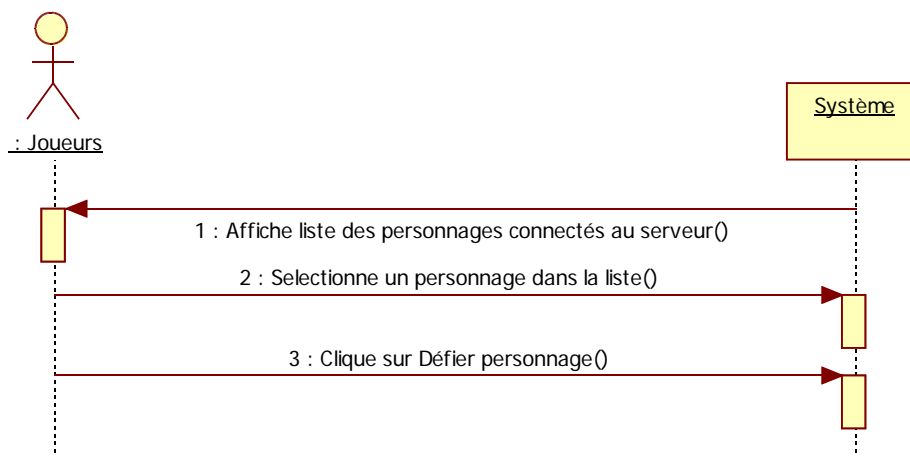 Système
: Joueurs
1 : Affiche liste des personnages connectés au serveur()
2 : Selectionne un personnage dans la liste()
3 : Clique sur Défier personnage()